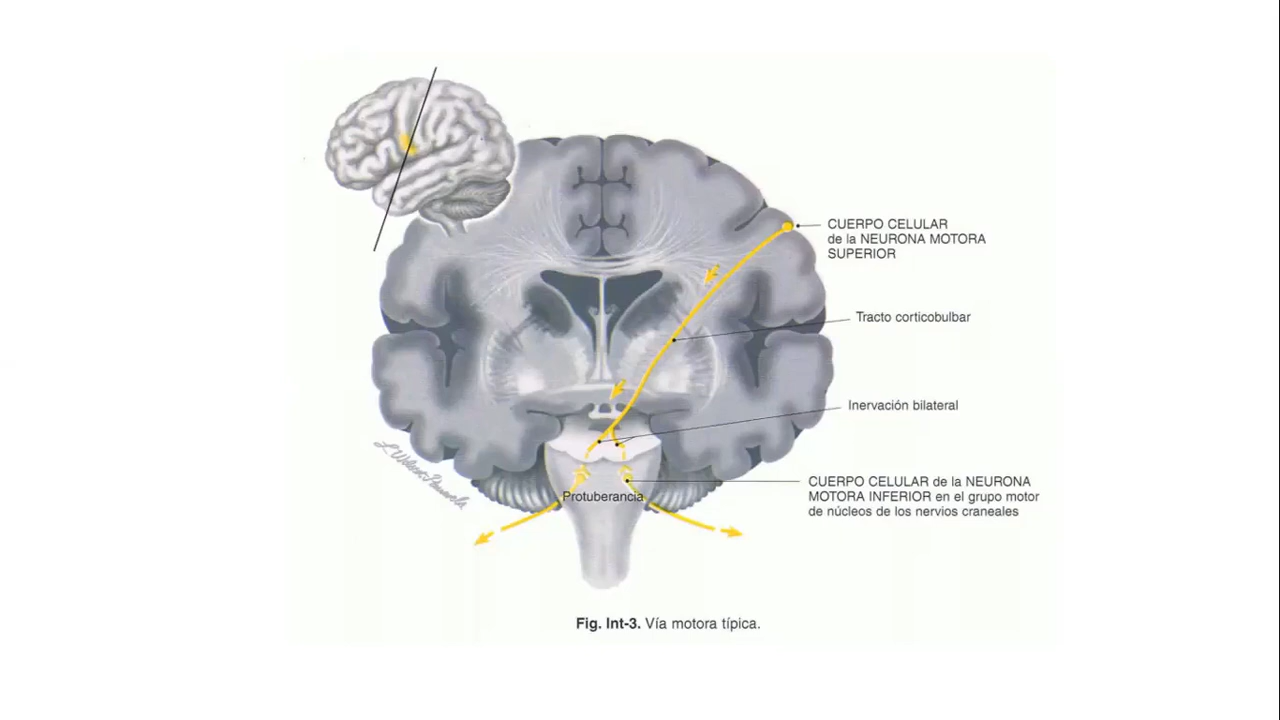 CUERPO CELULAR
de la NEURONA MOTORA
SUPERIOR
Tracto corticobulbar
Inervación bilateral
CUERPO CELULAR de la NEURONA
MOTORA INFERIOR en el grupo motor
de núcleos de los nervios craneales
Protuberancia
Fig. Int-3. Vía motora típica.